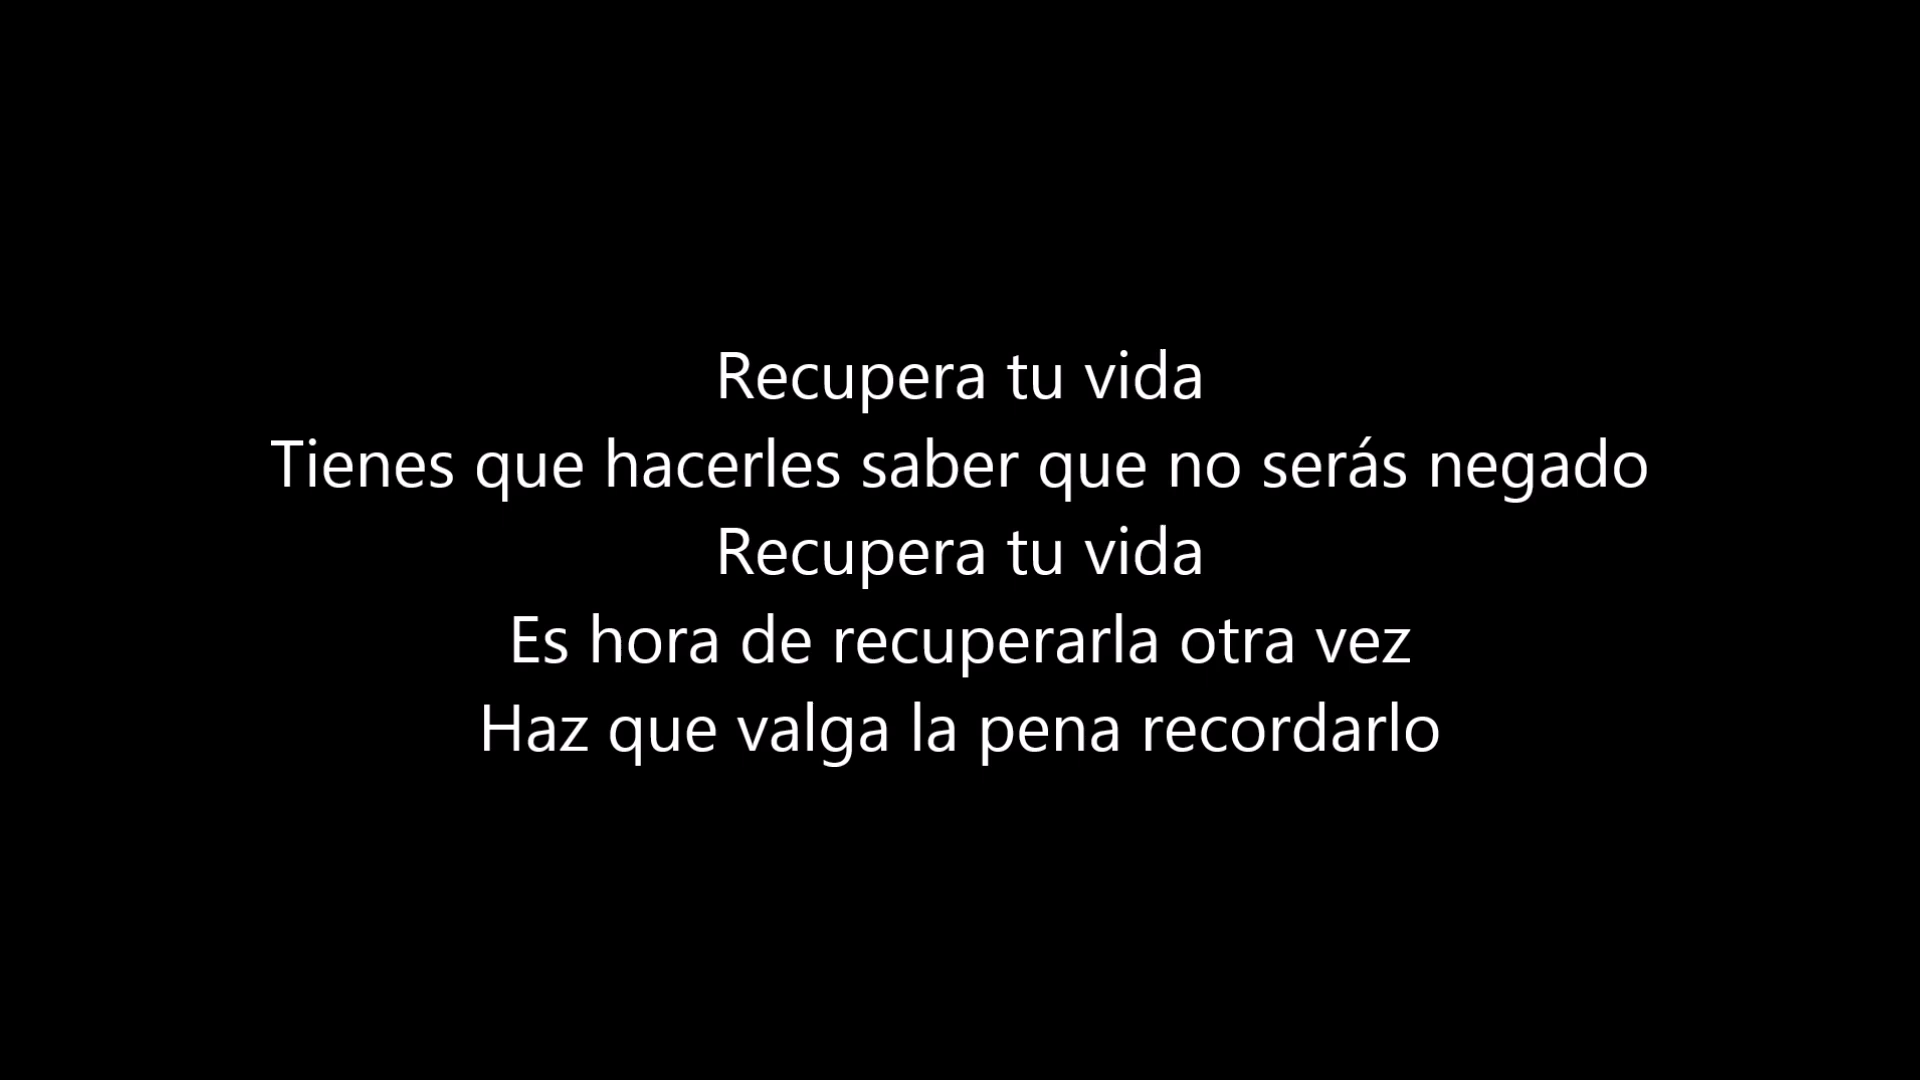 Recupera tu vida
Tienes que hacerles saber que no serás negado
Recupera tu vida
Es hora de recuperarla otra vez
Haz que valga la pena recordarlo